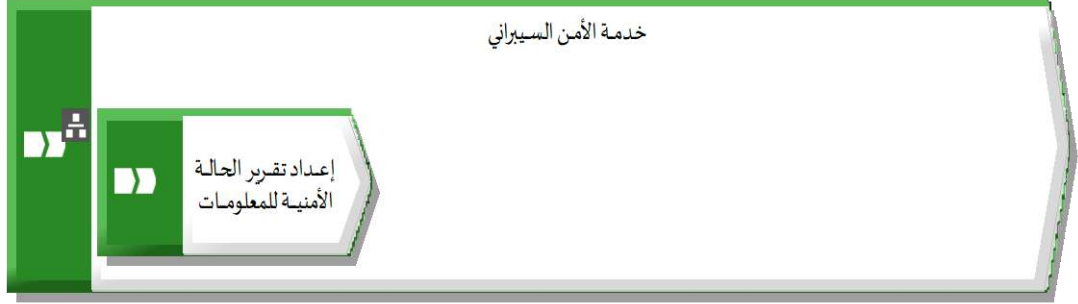 خدمة الأمن السيبراني
إعداد تقرير الحالة
الأمنية للمعلومات